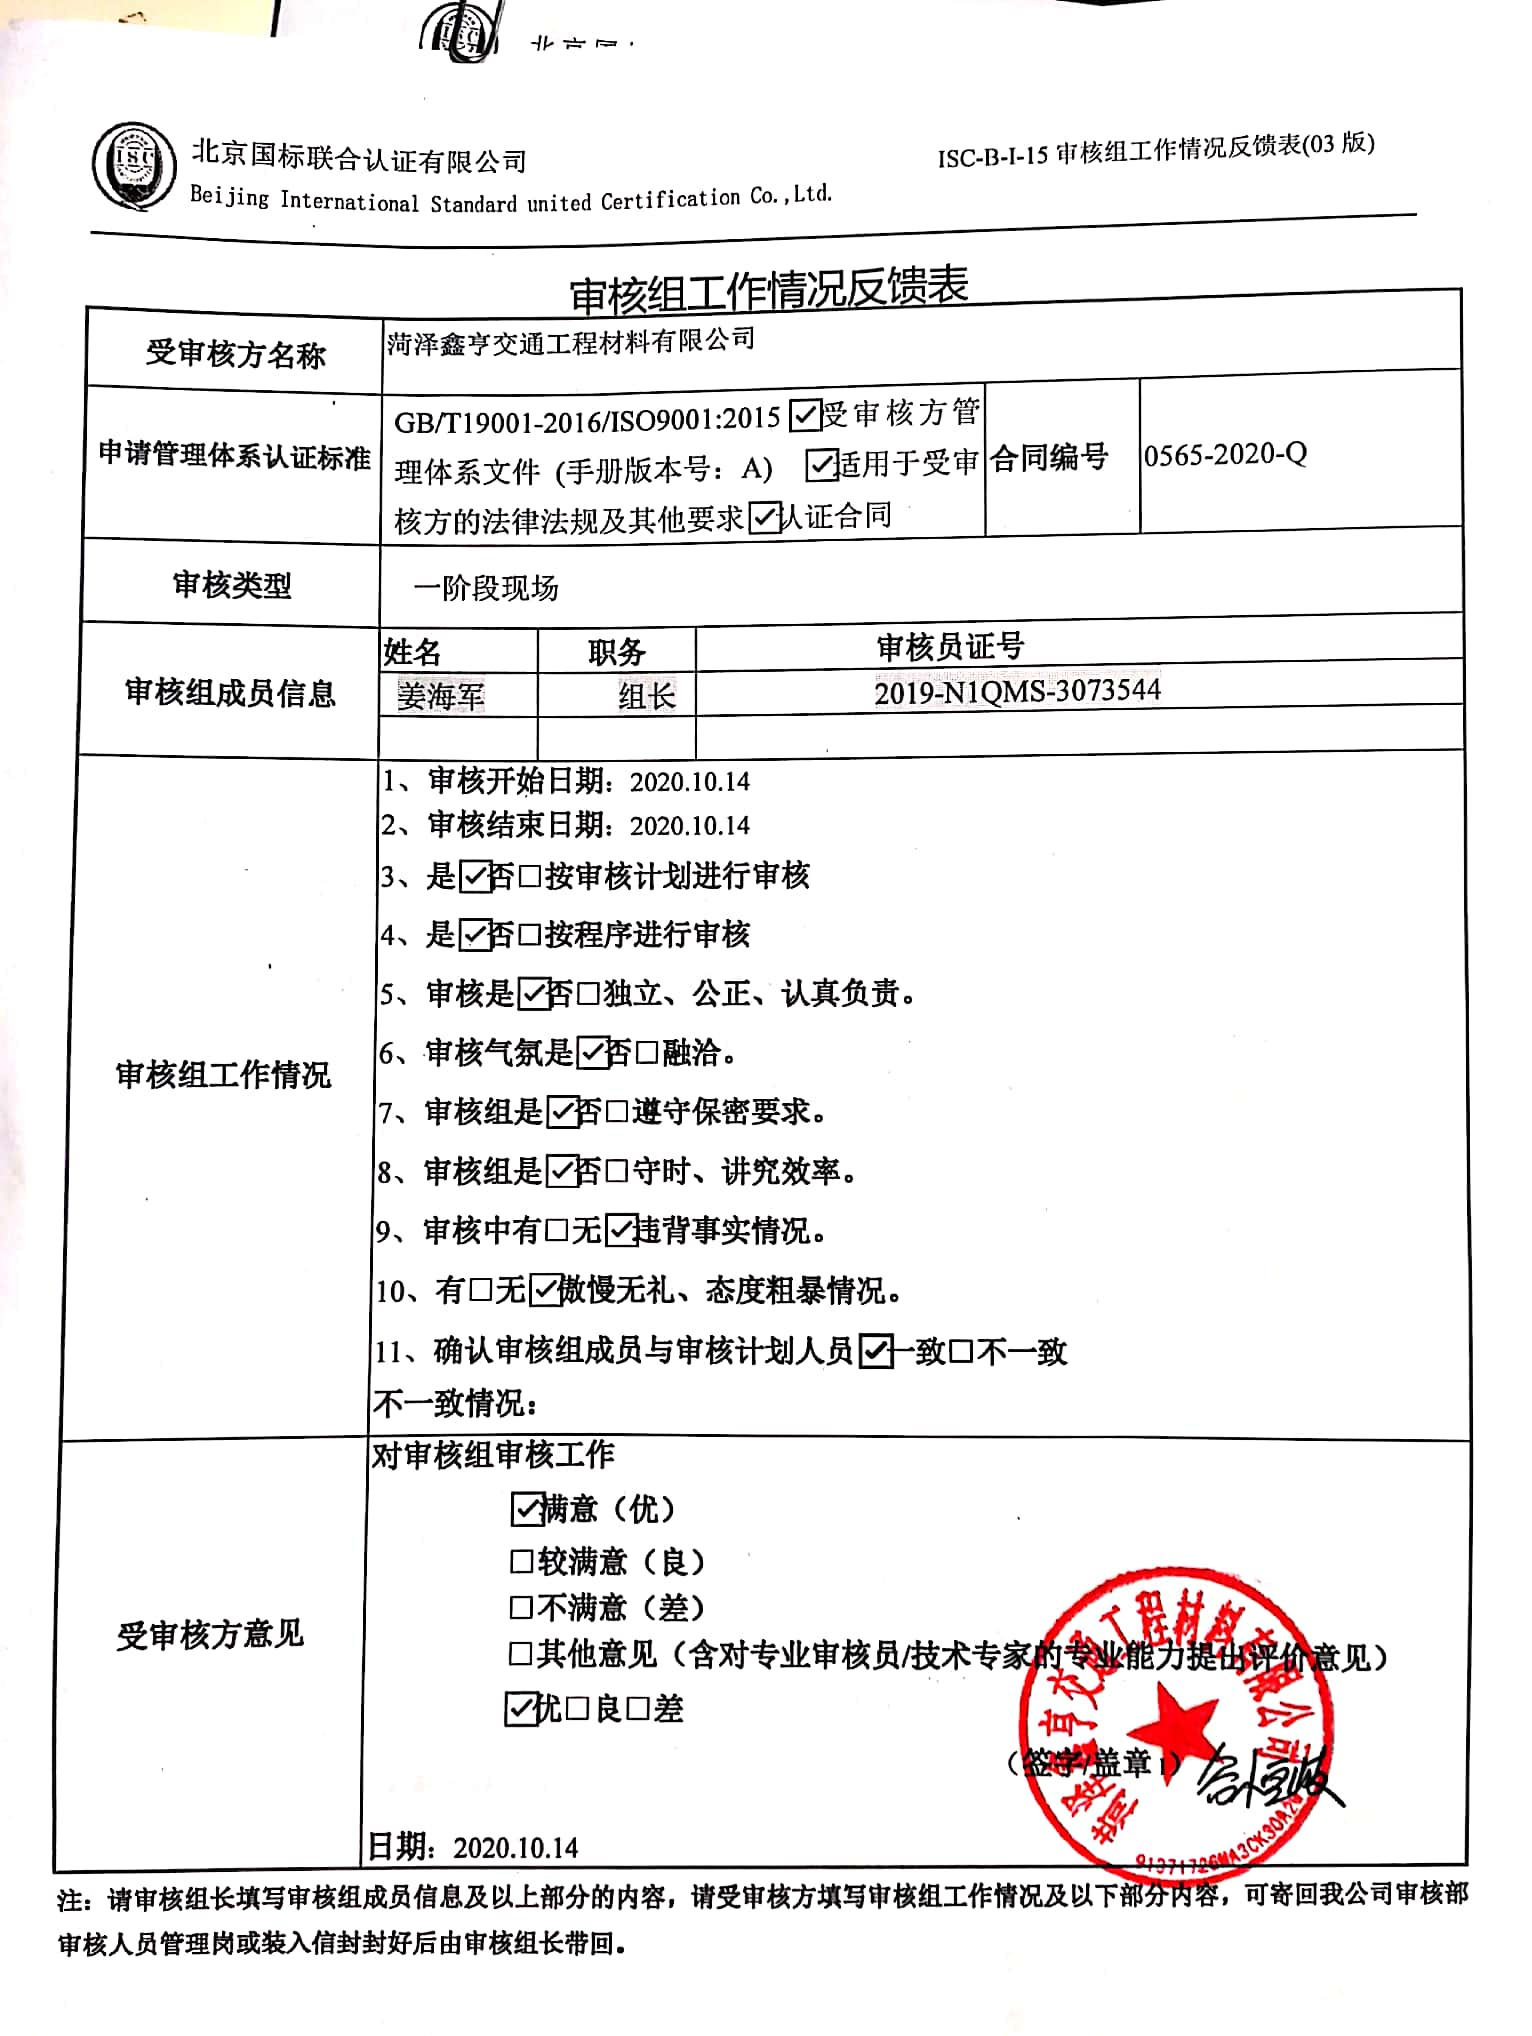 ISC
北京国标联合认证有限公司
Beijing International Standard united Certification Co.,Ltd.
ISC-B-I-15 审核组工作情况反馈表(03 版)
审核组工作情况反馈表
受审核方名称
菏泽鑫亨交通工程材料有限公司
申请管理体系认证标准
GB/T19001-2016/ISO9001:2015 ☑受审核方管
理体系文件 (手册版本号：A) ☑适用于受审
核方的法律法规及其他要求☑认证合同
合同编号
0565-2020-Q
审核类型
一阶段现场
审核组成员信息
姓名 职务 审核员证号
姜海军 组长 2019-N1QMS-3073544
审核组工作情况
1、审核开始日期：2020.10.14
2、审核结束日期：2020.10.14
3、是☑否□按审核计划进行审核
4、是☑否□按程序进行审核
5、审核是☑否□独立、公正、认真负责。
6、审核气氛是☑否□融洽。
7、审核组是☑否□遵守保密要求。
8、审核组是☑否□守时、讲究效率。
9、审核中有□无☑违背事实情况。
10、有□无☑傲慢无礼、态度粗暴情况。
11、确认审核组成员与审核计划人员☑一致□不一致
不一致情况：
受审核方意见
对审核组审核工作
☑满意（优）
□较满意（良）
□不满意（差）
□其他意见（含对专业审核员/技术专家的专业能力提出评价意见）
☑优□良□差
（签字/盖章）
菏泽鑫亨交通工程材料有限公司
91371726MA3CK30A2W
日期：2020.10.14
注：请审核组长填写审核组成员信息及以上部分的内容，请受审核方填写审核组工作情况及以下部分内容，可寄回我公司审核部
审核人员管理岗或装入信封封好后由审核组长带回。